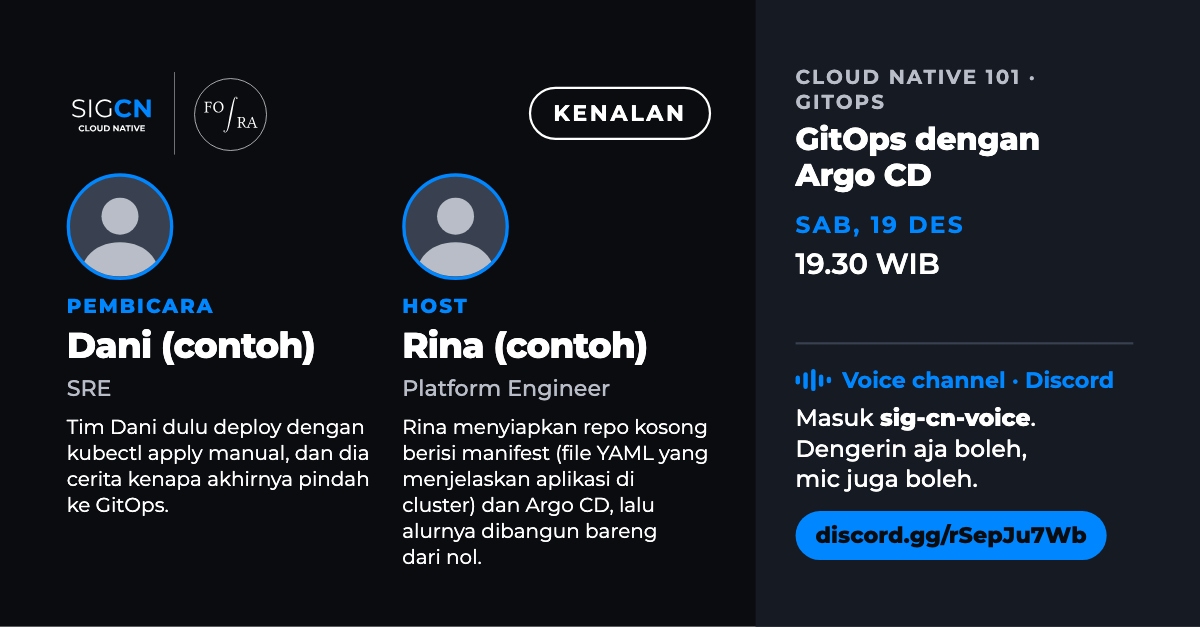 SIGCN
CLOUD NATIVE
FO
RA
KENALAN
PEMBICARA
Dani (contoh)
SRE
Tim Dani dulu deploy dengan
kubectl apply manual, dan dia
cerita kenapa akhirnya pindah
ke GitOps.
HOST
Rina (contoh)
Platform Engineer
Rina menyiapkan repo kosong
berisi manifest (file YAML yang
menjelaskan aplikasi di
cluster) dan Argo CD, lalu
alurnya dibangun bareng
dari nol.
CLOUD NATIVE 101 ·
GITOPS
GitOps dengan
Argo CD
SAB, 19 DES
19.30 WIB
Voice channel · Discord
Masuk sig-cn-voice.
Dengerin aja boleh,
mic juga boleh.
discord.gg/rSepJu7Wb